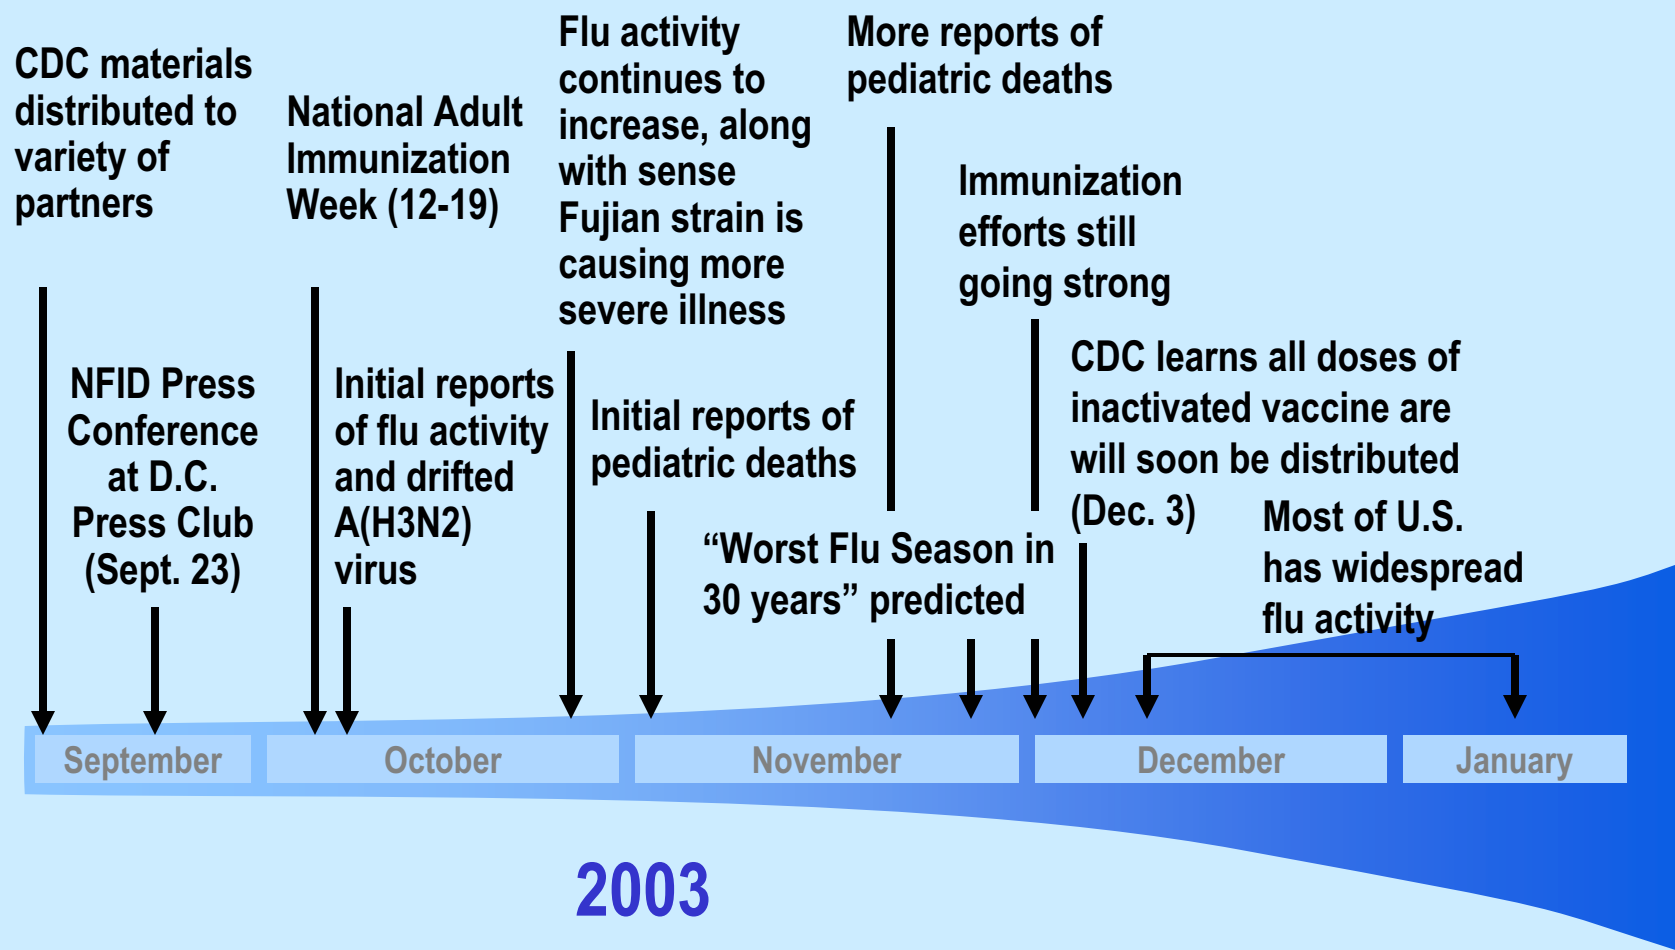 CDC materials
distributed to
variety of
partners
National Adult
Immunization
Week (12-19)
Flu activity
continues to
increase, along
with sense
Fujian strain is
causing more
severe illness
More reports of
pediatric deaths
Immunization
efforts still
going strong
NFID Press
Conference
at D.C.
Press Club
(Sept. 23)
Initial reports
of flu activity
and drifted
A(H3N2)
virus
Initial reports of
pediatric deaths
“Worst Flu Season in
30 years” predicted
CDC learns all doses of
inactivated vaccine are
will soon be distributed
(Dec. 3)
Most of U.S.
has widespread
flu activity
September
October
November
December
January
2003